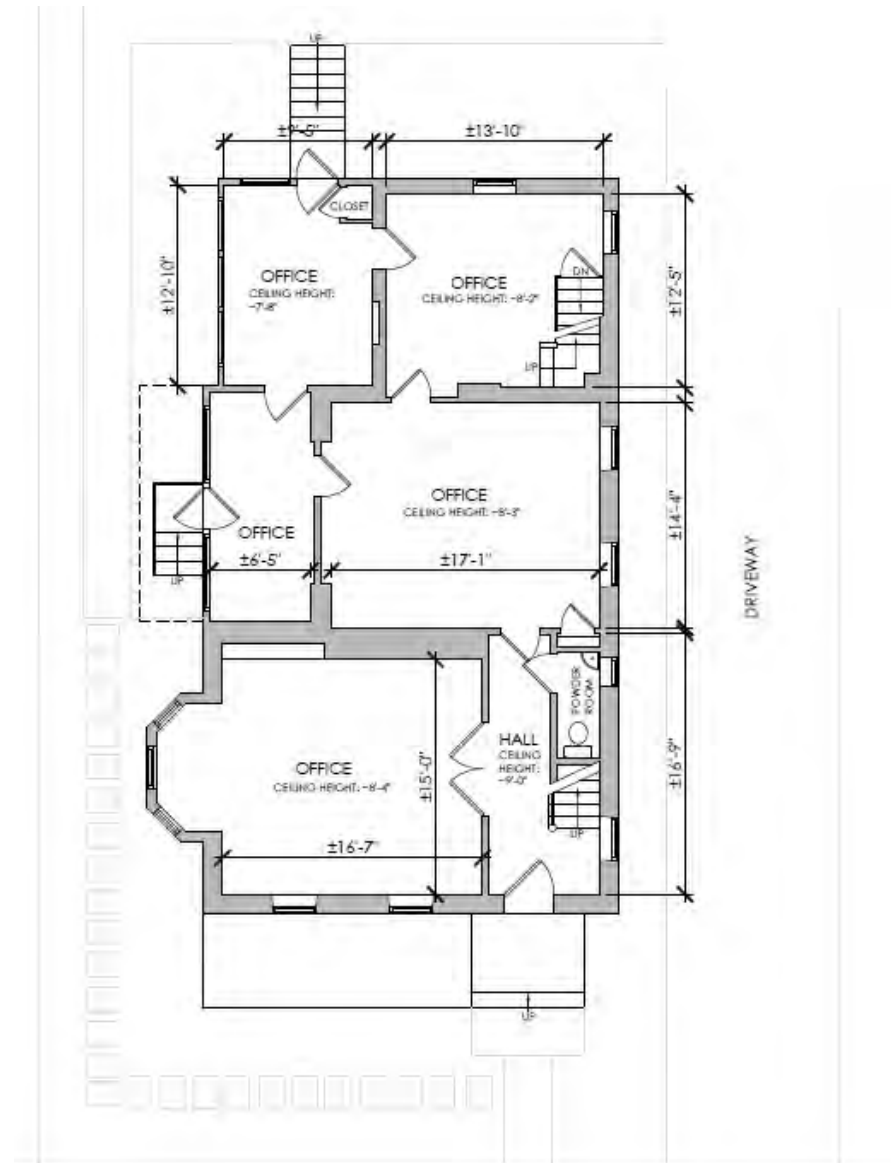 UP
±9'-5"
±13'-10"
CLOSET
±12'-10"
OFFICE
CEILING HEIGHT:
~7'-8"
OFFICE
CEILING HEIGHT: ~8'-2"
DN
UP
±12'-5"
OFFICE
CEILING HEIGHT: ~8'-3"
±14'-4"
OFFICE
±6'-5"
±17'-1"
UP
DRIVEWAY
POWDER
ROOM
HALL
CEILING
HEIGHT:
~9'-0"
OFFICE
CEILING HEIGHT: ~8'-4"
±15'-0"
±16'-9"
UP
±16'-7"
UP